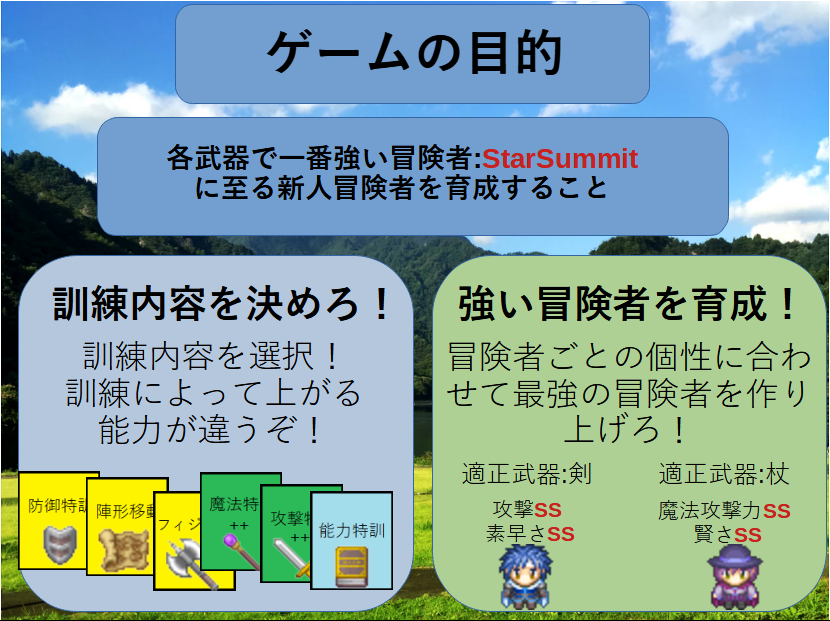 ゲームの目的
各武器で一番強い冒険者:StarSummit
に至る新人冒険者を育成すること
訓練内容を決めろ！
訓練内容を選択！
訓練によって上がる
能力が違うぞ！
防御特訓
陣形移動
フィジ
魔法特
++
攻撃特
能力特訓
強い冒険者を育成！
冒険者ごとの個性に合わ
せて最強の冒険者を作り
上げろ！
適正武器:剣
攻撃SS
素早さSS
適正武器:杖
魔法攻撃力SS
賢さSS